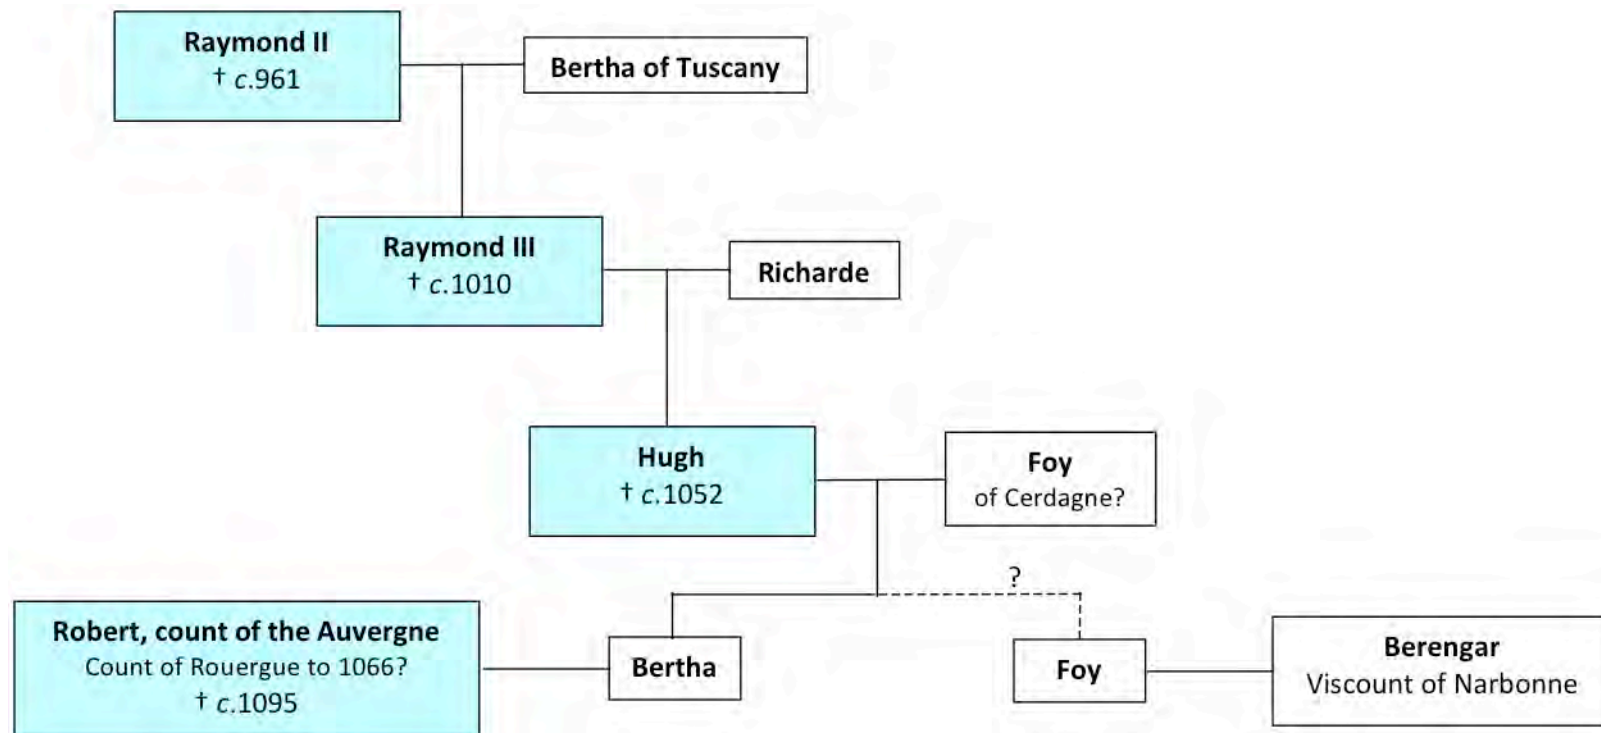 Raymond II
† c.961
Bertha of Tuscany
Raymond III
† c.1010
Richarde
Hugh
† c.1052
Foy
of Cerdagne?
?
Robert, count of the Auvergne
Count of Rouergue to 1066?
† c.1095
Bertha
Foy
Berengar
Viscount of Narbonne